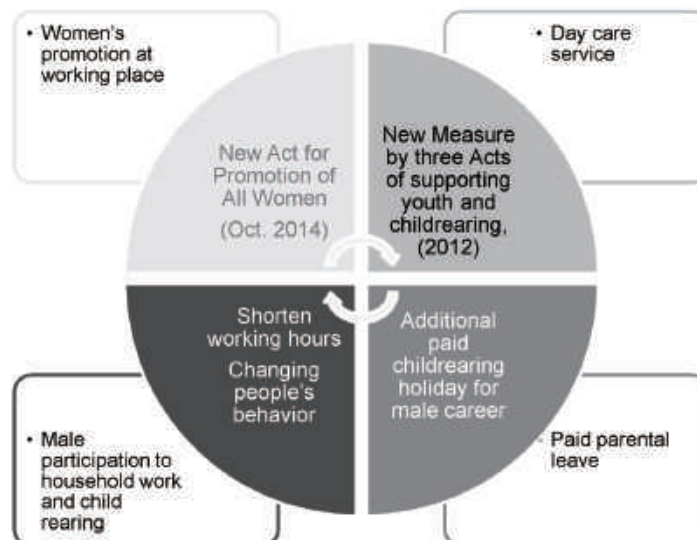 • Women's
promotion at
working place
• Day care
service
New Act for
Promotion of
All Women
(Oct. 2014)
New Measure
by three Acts
of supporting
youth and
childrearing,
(2012)
Shorten
working hours
Changing
people's
behavior
Additional
paid
childrearing
holiday for
male career
• Male
participation to
household work
and child
rearing
• Paid parental
leave